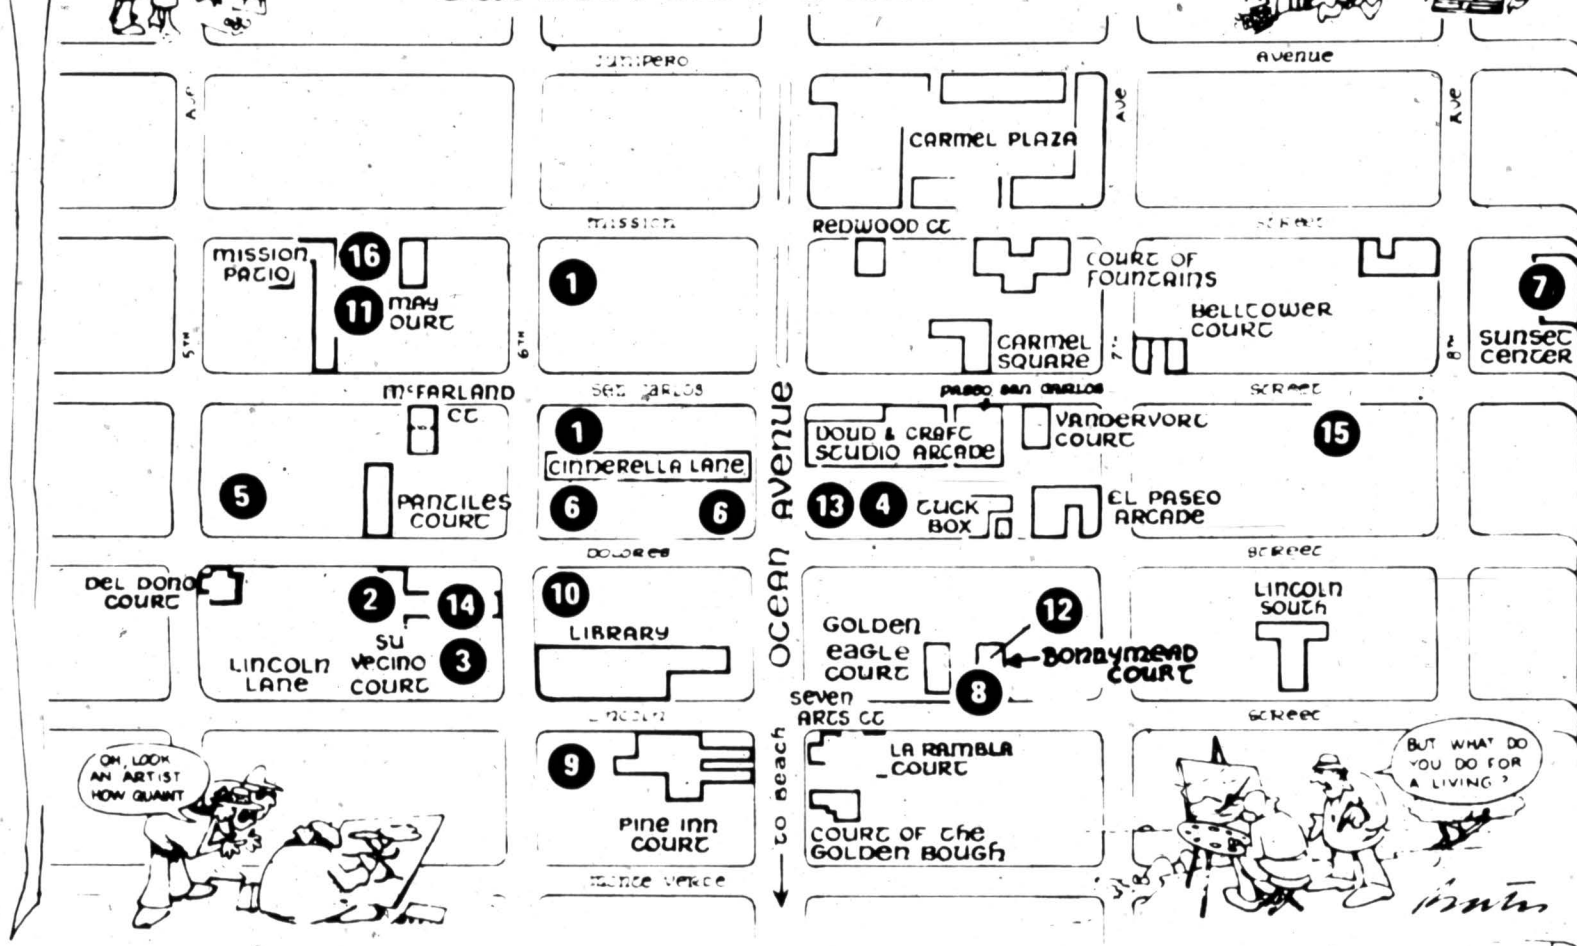 JUNIPERO
AVENUE
AVE
AVE
AVE
CARMEL PLAZA
MISSION
REDWOOD CT
STREET
MISSION
PATIO
16
11
MAY
OURT
1
COURT OF
FOUNTAINS
BELLTOWER
COURT
7
SUNSET
CENTER
CARMEL
SQUARE
5TH
6TH
7TH
8TH
SAN CARLOS
PASEO SAN CARLOS
STREET
McFARLAND
CT
1
CINDERELLA LANE
OCEAN AVENUE
DOUD & CRAFT
STUDIO ARCADE
VANDERVORT
COURT
15
5
PANTILES
COURT
6
6
13
4
TUCK
BOX
EL PASEO
ARCADE
DOLORES
STREET
DEL DONO
COURT
2
14
10
12
LINCOLN
SOUTH
LIBRARY
GOLDEN
EAGLE
COURT
BONNYMEAD
COURT
SU
VECINO
COURT
3
LINCOLN
LANE
8
SEVEN
ARTS CT
LINCOLN
STREET
OH, LOOK
AN ARTIST
HOW QUAINT
9
PINE INN
COURT
TO BEACH
LA RAMBLA
COURT
COURT OF THE
GOLDEN BOUGH
BUT WHAT DO
YOU DO FOR
A LIVING?
MONTE VERDE